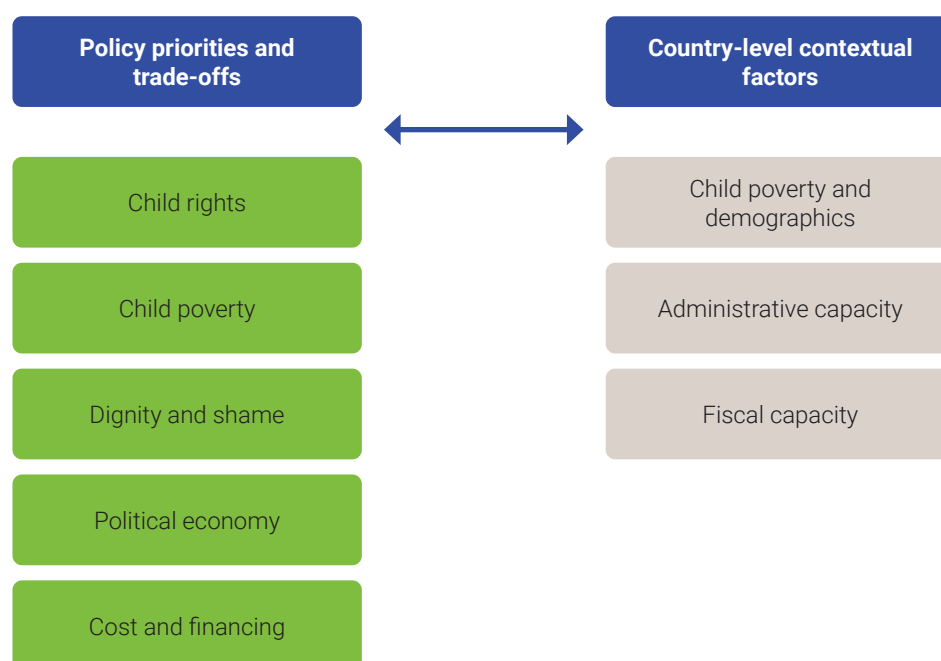 Policy priorities and
trade-offs
Child rights
Child poverty
Dignity and shame
Political economy
Cost and financing
Country-level contextual
factors
Child poverty and
demographics
Administrative capacity
Fiscal capacity